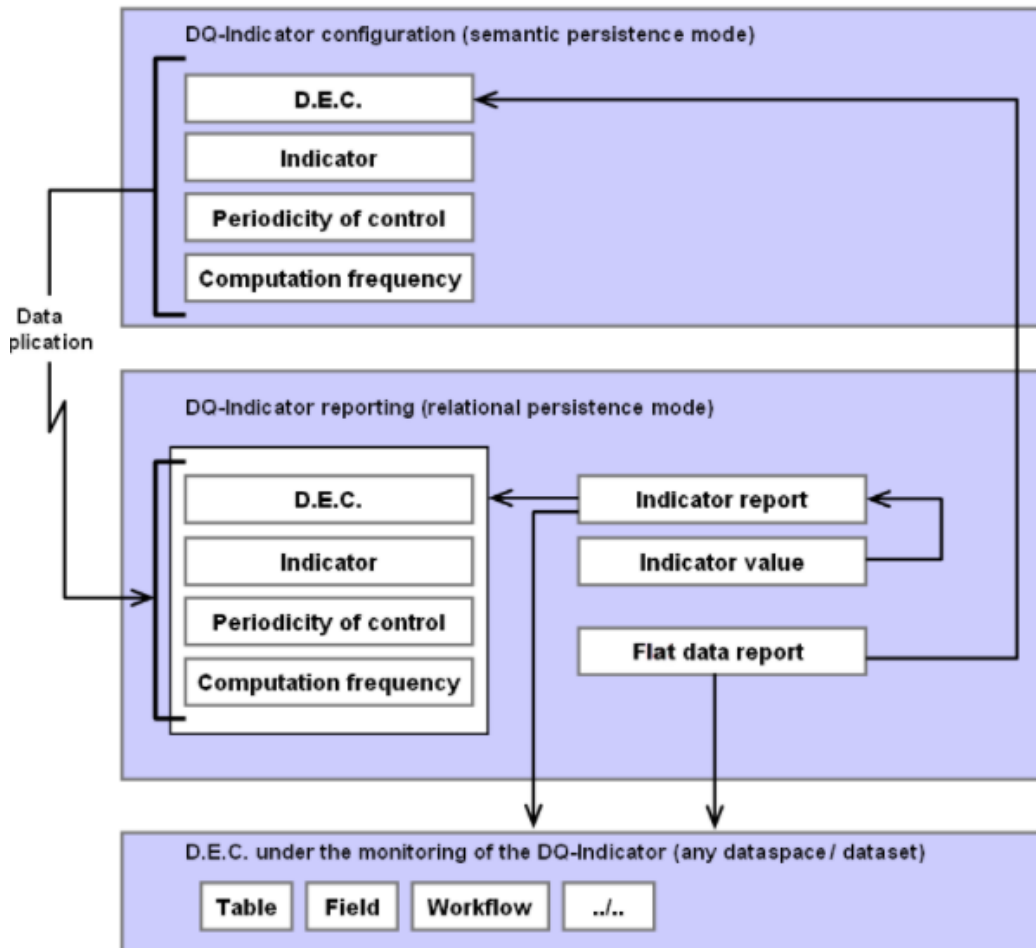 DQ-Indicator configuration (semantic persistence mode)
D.E.C.
Indicator
Periodicity of control
Computation frequency
Data
plication
DQ-Indicator reporting (relational persistence mode)
D.E.C.
Indicator
Periodicity of control
Computation frequency
Indicator report
Indicator value
Flat data report
D.E.C. under the monitoring of the DQ-Indicator (any dataspace / dataset)
Table
Field
Workflow
../..